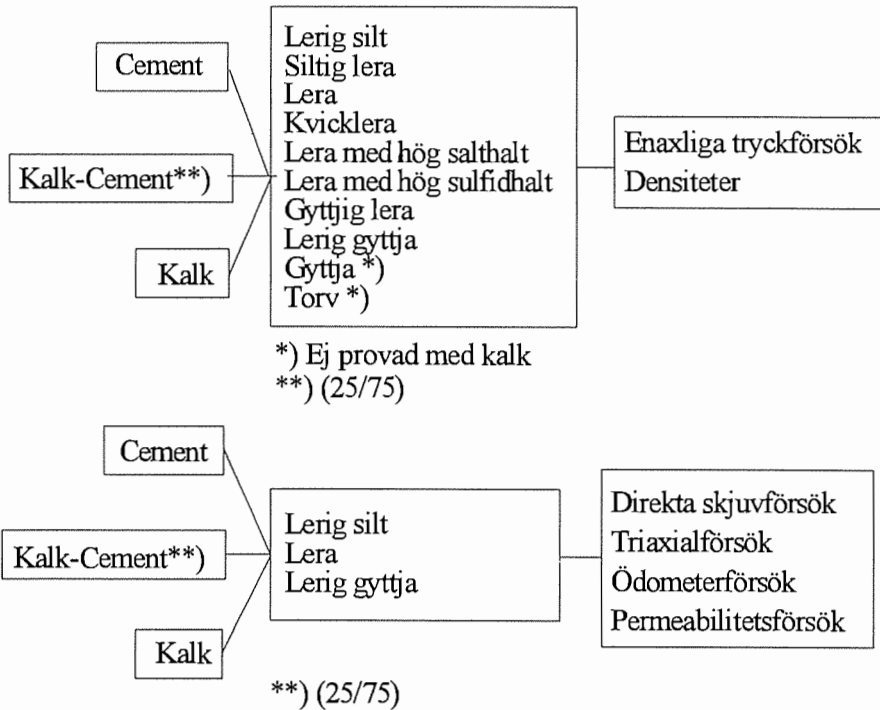 Cement
Kalk-Cement**)
Kalk
Lerig silt
Siltig lera
Lera
Kvicklera
Lera med hög salthalt
Lera med hög sulfidhalt
Gyttjig lera
Lerig gyttja
Gyttja *)
Torv *)
Enaxliga tryckförsök
Densiteter
*) Ej provad med kalk
**) (25/75)
Cement
Kalk-Cement**)
Kalk
Lerig silt
Lera
Lerig gyttja
Direkta skjuvförsök
Triaxialförsök
Ödometerförsök
Permeabilitetsförsök
**) (25/75)